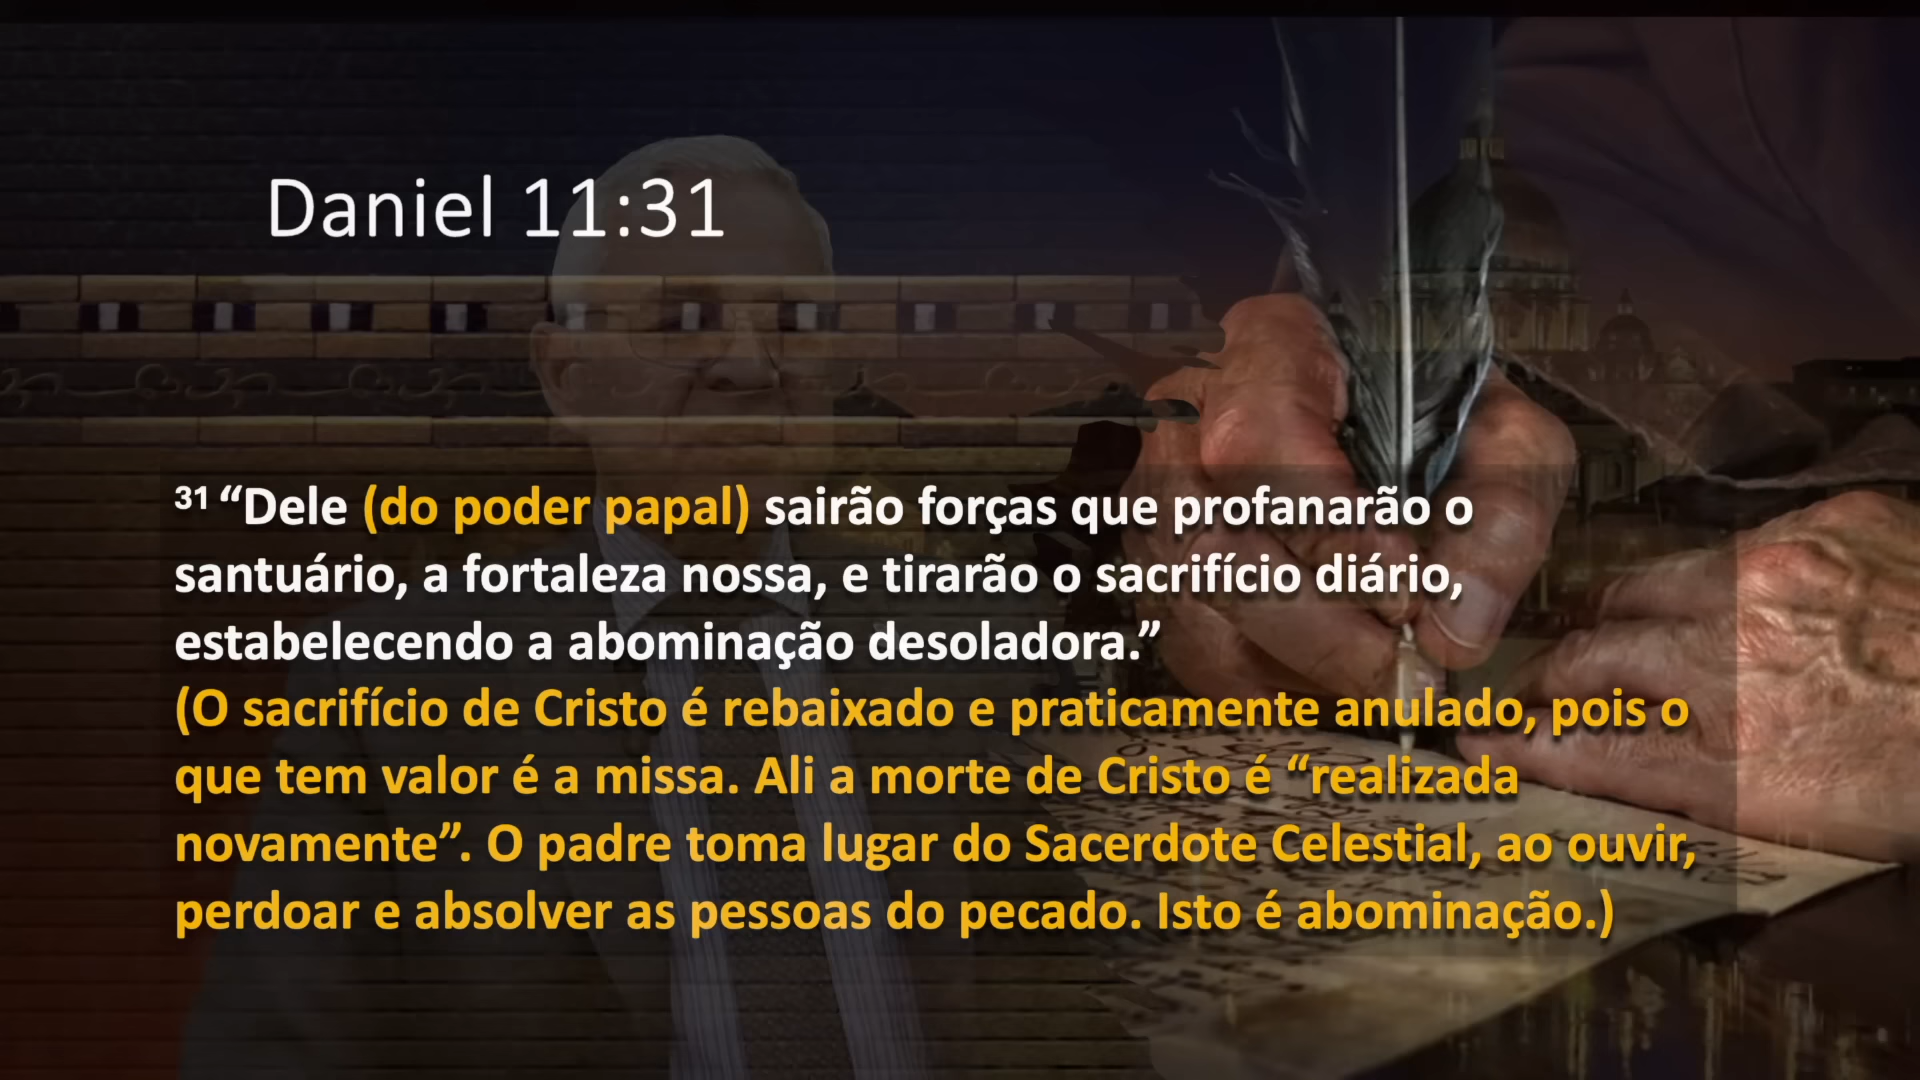 Daniel 11:31
31 “Dele (do poder papal) sairão forças que profanarão o
santuário, a fortaleza nossa, e tirarão o sacrifício diário,
estabelecendo a abominação desoladora.”
(O sacrifício de Cristo é rebaixado e praticamente anulado, pois o
que tem valor é a missa. Ali a morte de Cristo é “realizada
novamente”. O padre toma lugar do Sacerdote Celestial, ao ouvir,
perdoar e absolver as pessoas do pecado. Isto é abominação.)